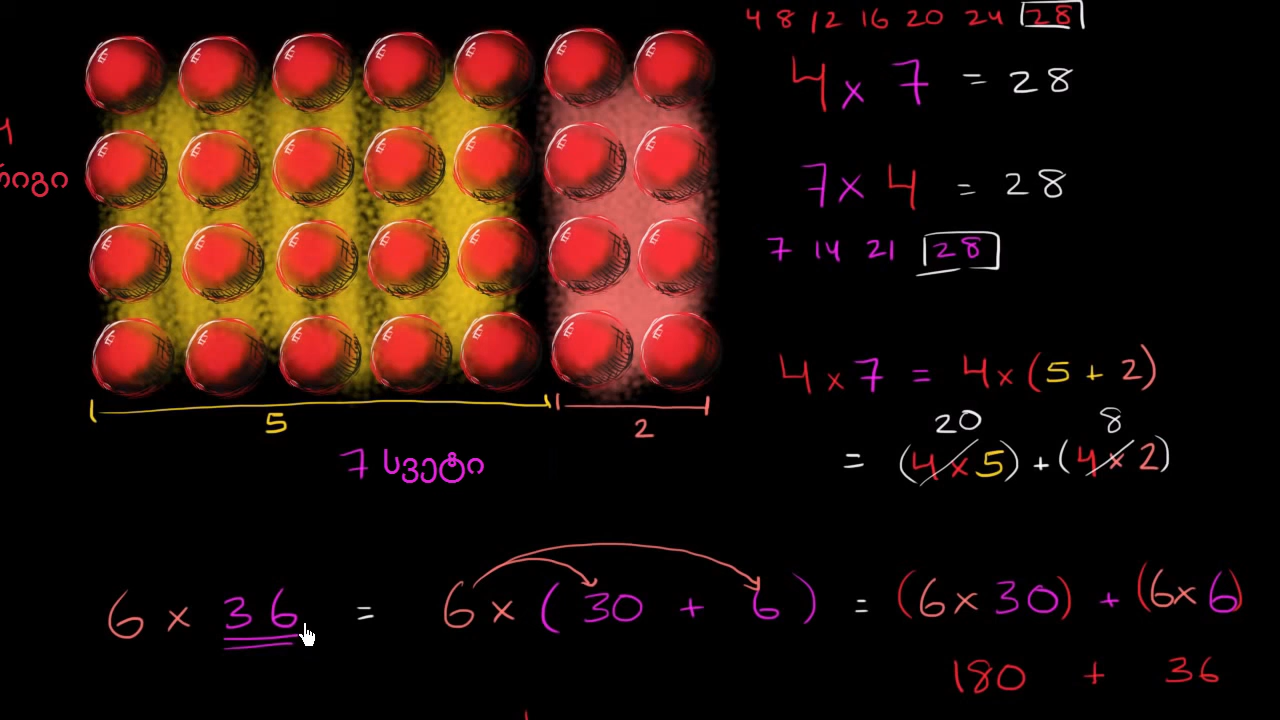 4 8 12 16 20 24 28
4 x 7 = 28
4
რიგი
7 x 4 = 28
7 14 21 28
4 x 7 = 4 x (5 + 2)
20 8
= (4 x 5) + (4 x 2)
5 2
7 სვეტი
6 x 36 = 6 x (30 + 6) = (6 x 30) + (6 x 6)
180 + 36